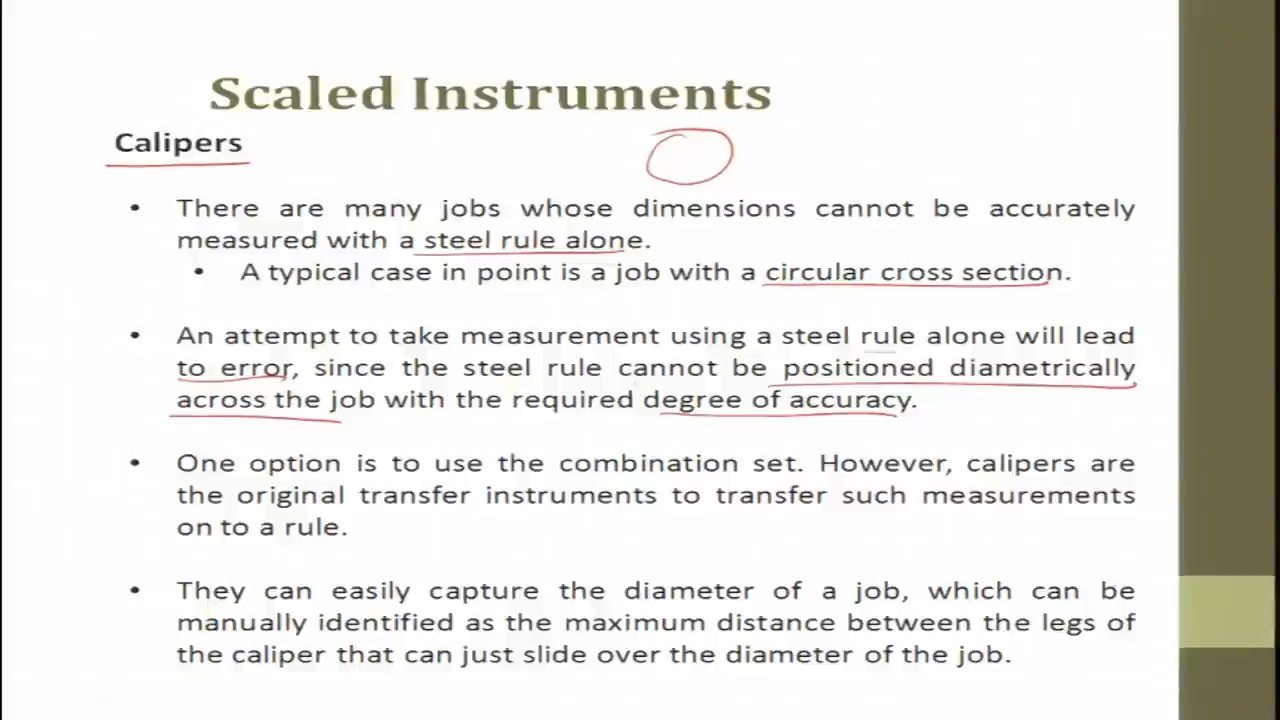 Scaled Instruments
Calipers
• There are many jobs whose dimensions cannot be accurately
measured with a steel rule alone.
• A typical case in point is a job with a circular cross section.
• An attempt to take measurement using a steel rule alone will lead
to error, since the steel rule cannot be positioned diametrically
across the job with the required degree of accuracy.
• One option is to use the combination set. However, calipers are
the original transfer instruments to transfer such measurements
on to a rule.
• They can easily capture the diameter of a job, which can be
manually identified as the maximum distance between the legs of
the caliper that can just slide over the diameter of the job.